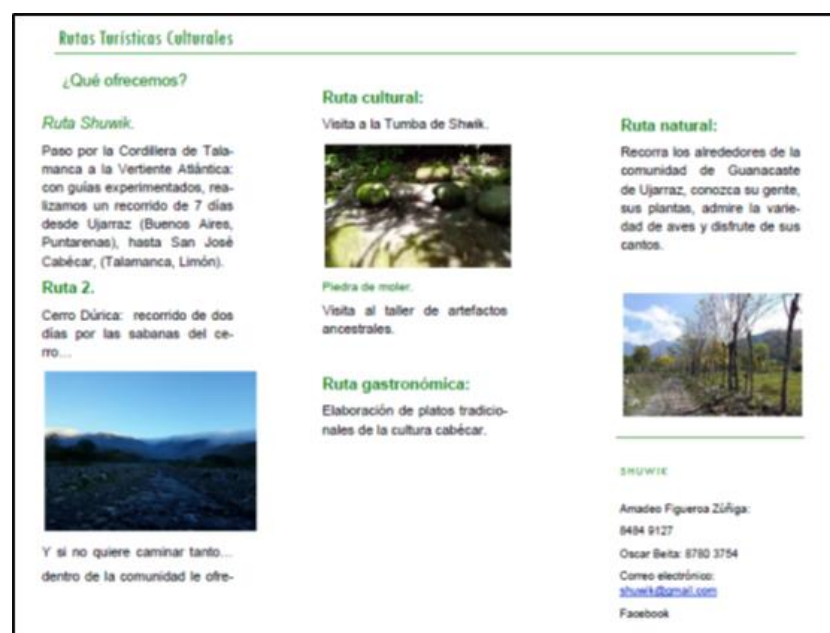 Rutas Turísticas Culturales
¿Qué ofrecemos?
Ruta Shuwik.
Paso por la Cordillera de Tala-
manca a la Vertiente Atlántica:
con guías experimentados, rea-
lizamos un recorrido de 7 días
desde Ujarraz (Buenos Aires,
Puntarenas), hasta San José
Cabécar, (Talamanca, Limón).
Ruta 2.
Cerro Dúrica: recorrido de dos
días por las sabanas del ce-
rro...
Y si no quiere caminar tanto...
dentro de la comunidad le ofre-
Ruta cultural:
Visita a la Tumba de Shwik.
Piedra de moler.
Visita al taller de artefactos
ancestrales.
Ruta gastronómica:
Elaboración de platos tradicio-
nales de la cultura cabécar.
Ruta natural:
Recorra los alrededores de la
comunidad de Guanacaste
de Ujarraz, conozca su gente,
sus plantas, admire la varie-
dad de aves y disfrute de sus
cantos.
SHUWIK
Amadeo Figueroa Zúñiga:
8484 9127
Oscar Beita: 8780 3754
Correo electrónico:
shuwik@gmail.com
Facebook